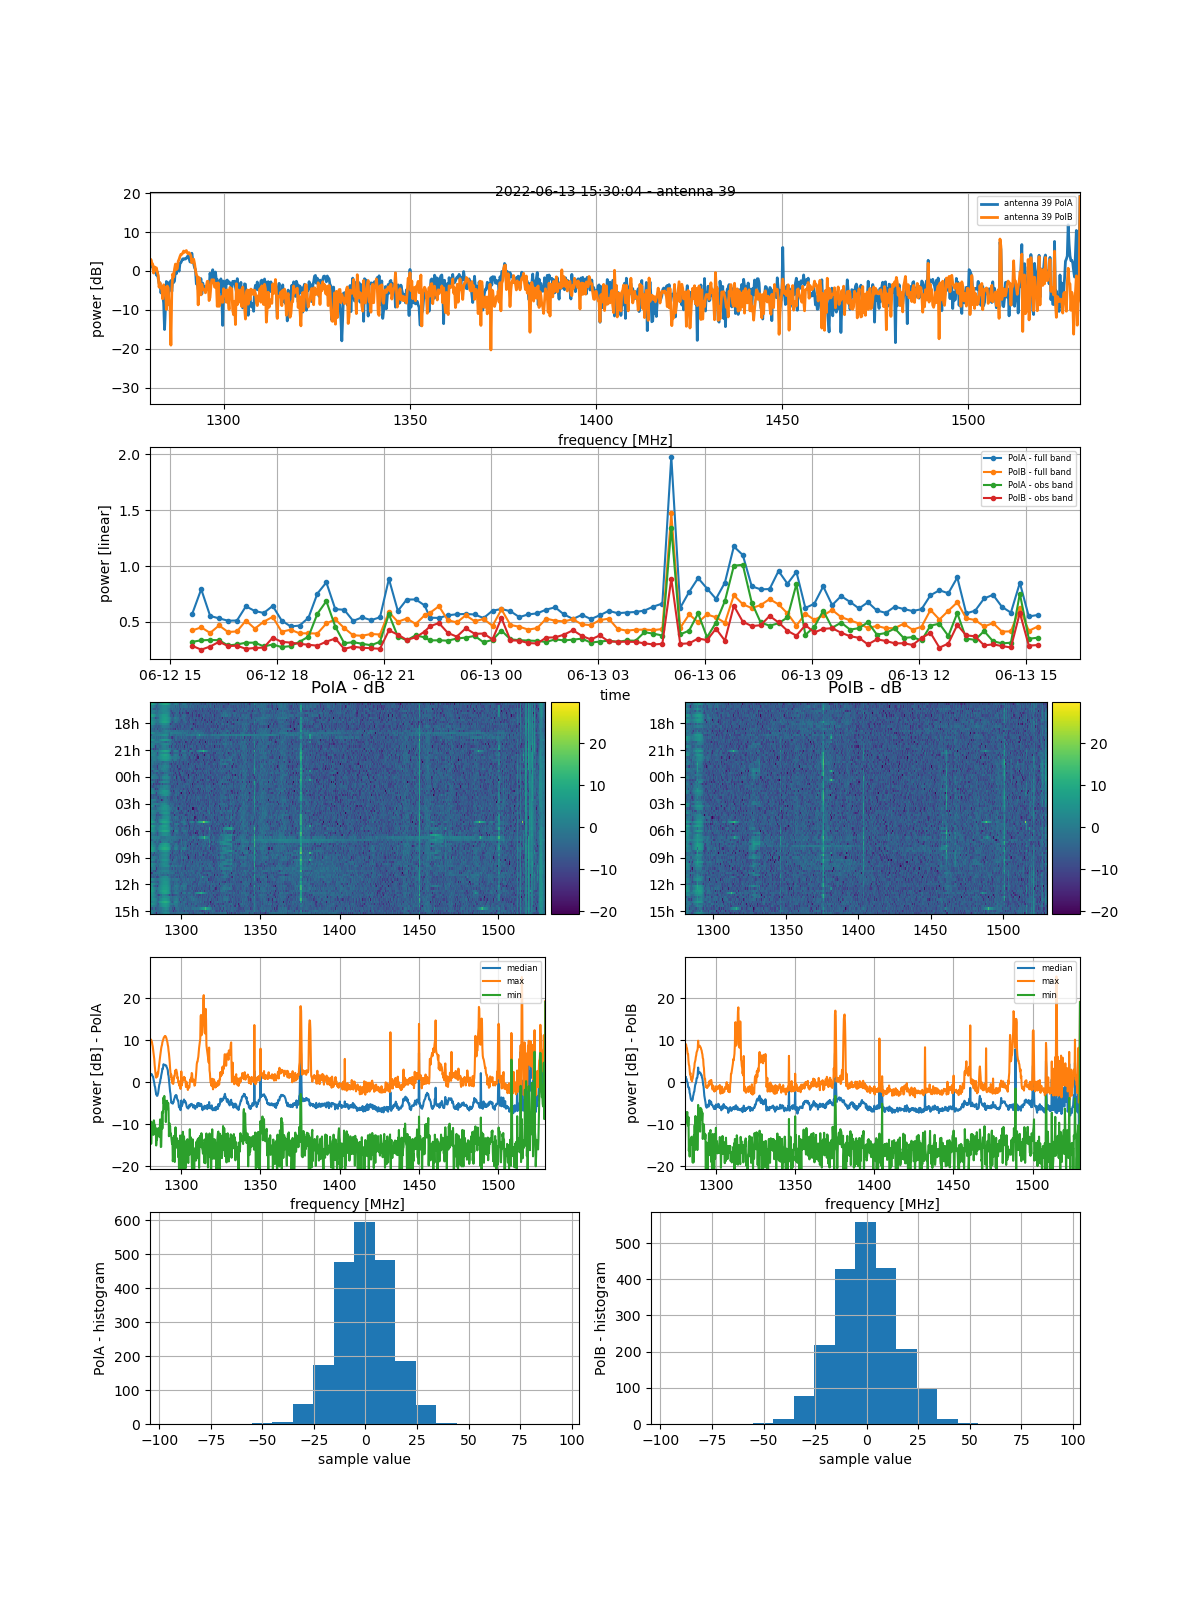 2022-06-13 15:30:04 - antenna 39
20
10
0
−10
−20
−30
power [dB]
antenna 39 PolA
antenna 39 PolB
1300 1350 1400 1450 1500
frequency [MHz]
2.0
1.5
1.0
0.5
power [linear]
PolA - full band
PolB - full band
PolA - obs band
PolB - obs band
06-12 15 06-12 18 06-12 21 06-13 00 06-13 03 06-13 06 06-13 09 06-13 12 06-13 15
time
PolA - dB
18h
21h
00h
03h
06h
09h
12h
15h
1300 1350 1400 1450 1500
20
10
0
−10
−20
PolB - dB
18h
21h
00h
03h
06h
09h
12h
15h
1300 1350 1400 1450 1500
20
10
0
−10
−20
20
10
0
−10
−20
power [dB] - PolA
median
max
min
1300 1350 1400 1450 1500
frequency [MHz]
20
10
0
−10
−20
power [dB] - PolB
median
max
min
1300 1350 1400 1450 1500
frequency [MHz]
600
500
400
300
200
100
0
PolA - histogram
−100 −75 −50 −25 0 25 50 75 100
sample value
500
400
300
200
100
0
PolB - histogram
−100 −75 −50 −25 0 25 50 75 100
sample value